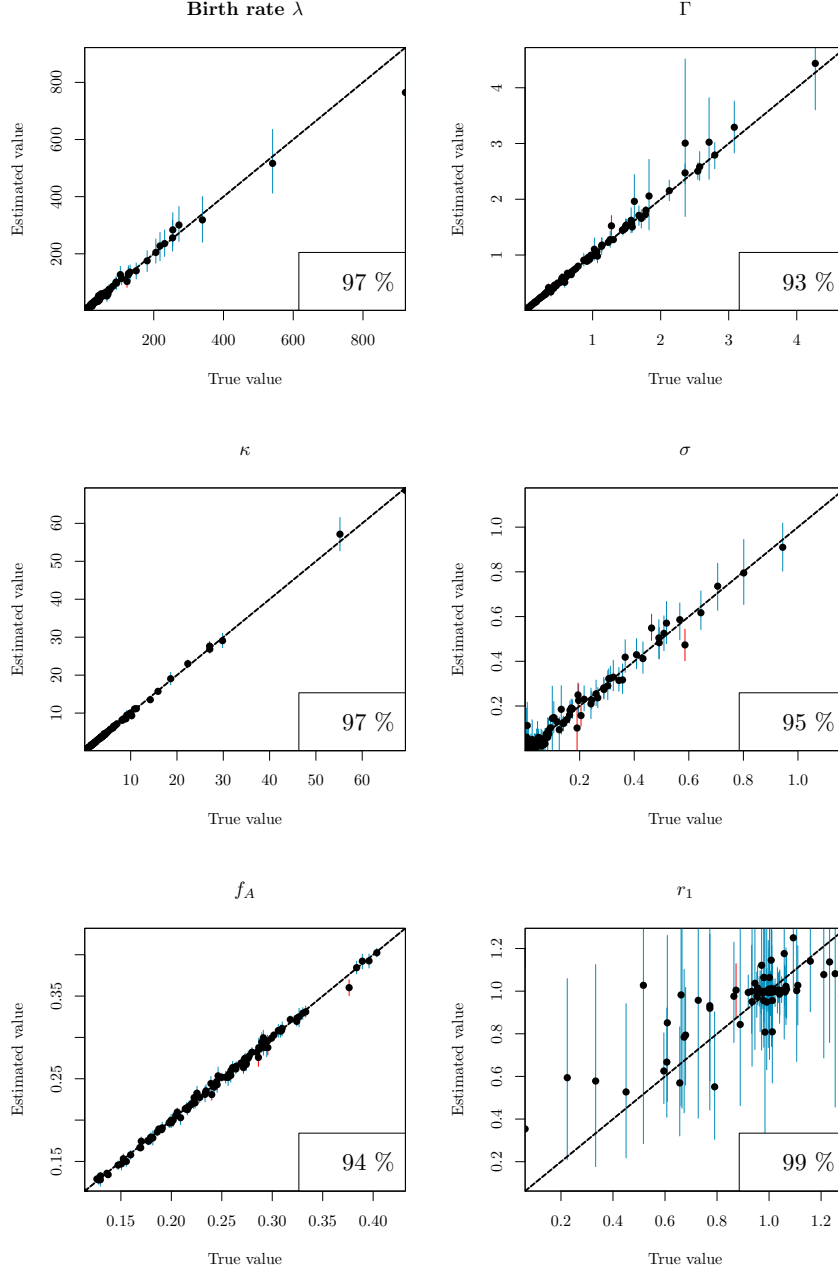 Birth rate λ
Estimated value
200 400 600 800
200 400 600 800
True value
97 %
Γ
Estimated value
1 2 3 4
1 2 3 4
True value
93 %
κ
Estimated value
10 20 30 40 50 60
10 20 30 40 50 60
True value
97 %
σ
Estimated value
0.2 0.4 0.6 0.8 1.0
0.2 0.4 0.6 0.8 1.0
True value
95 %
f_A
Estimated value
0.15 0.25 0.35
0.15 0.20 0.25 0.30 0.35 0.40
True value
94 %
r_1
Estimated value
0.2 0.4 0.6 0.8 1.0 1.2
0.2 0.4 0.6 0.8 1.0 1.2
True value
99 %